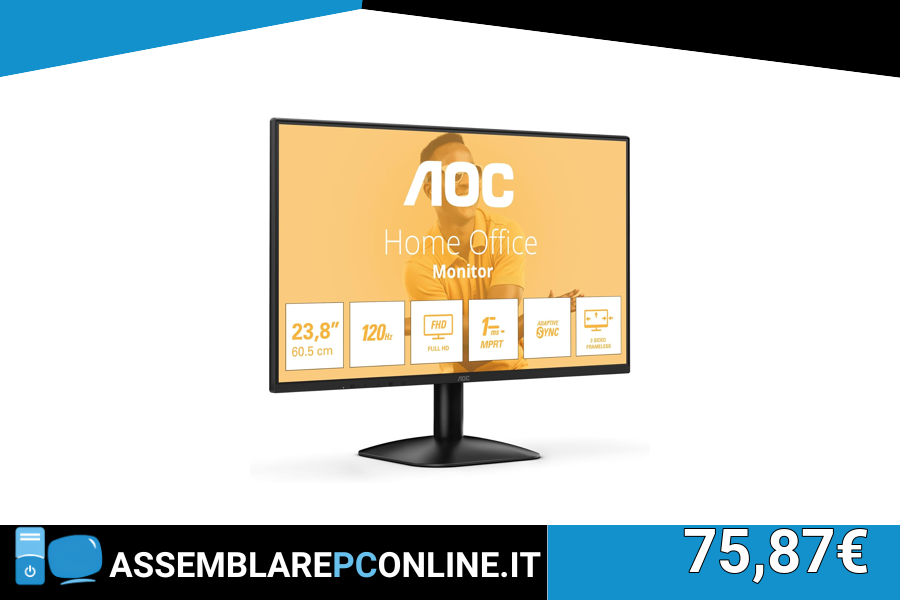 AOC
Home Office
Monitor
23,8"
60.5 cm
120Hz
FHD
FULL HD
1ms
MPRT
ADAPTIVE
SYNC
3 SIDED
FRAMELESS
AOC
ASSEMBLAREPCONLINE.IT
75,87€